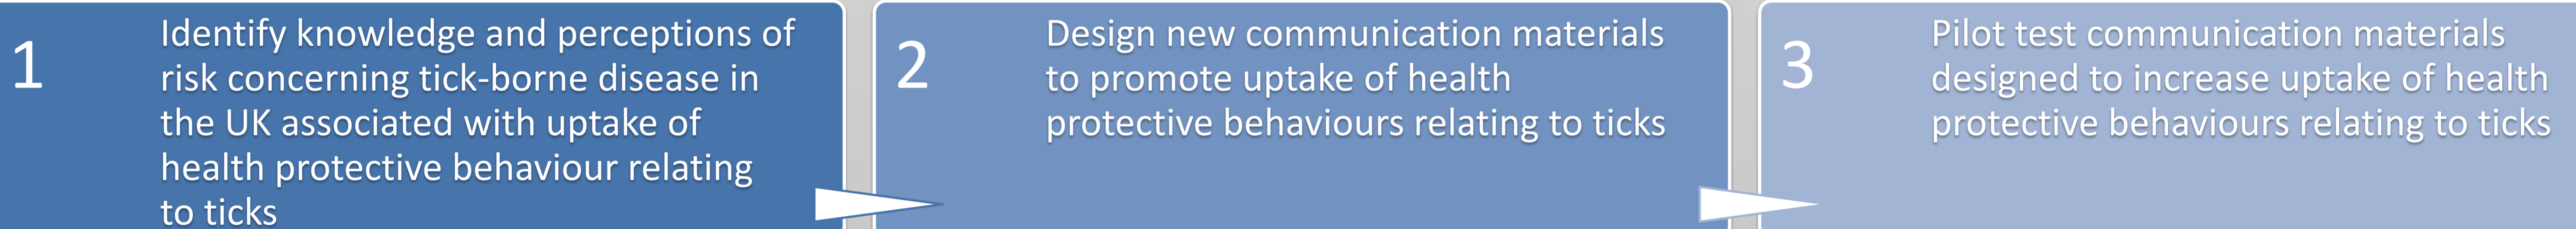 1
Identify knowledge and perceptions of
risk concerning tick-borne disease in
the UK associated with uptake of
health protective behaviour relating
to ticks
2
Design new communication materials
to promote uptake of health
protective behaviours relating to ticks
3
Pilot test communication materials
designed to increase uptake of health
protective behaviours relating to ticks